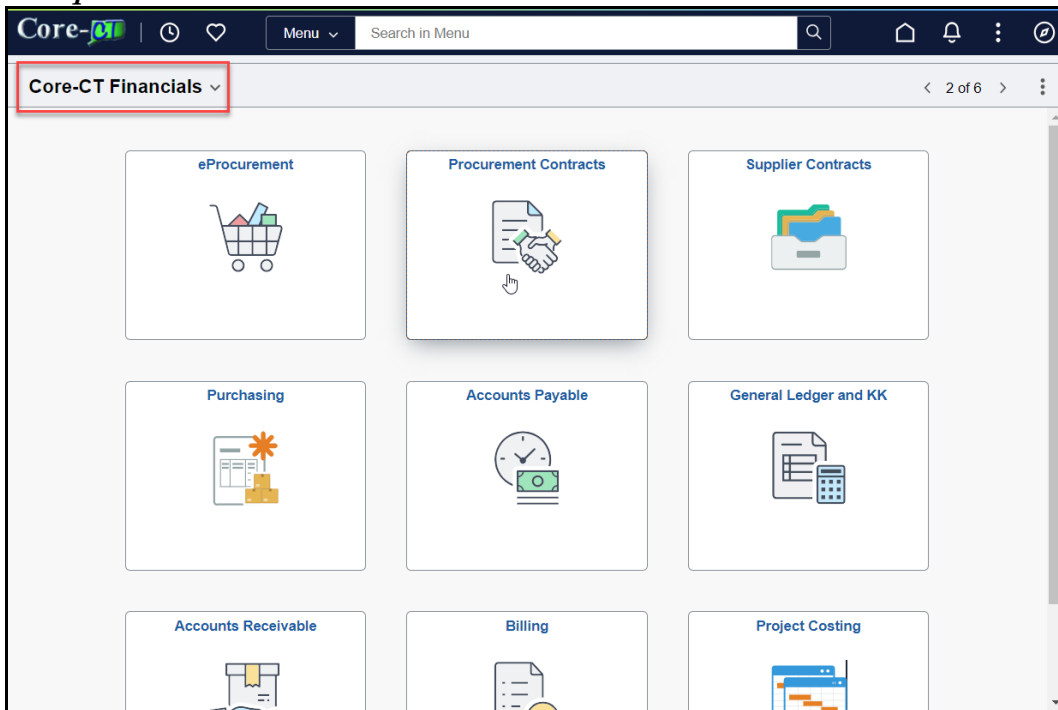 Core-CT Menu Search in Menu
Core-CT Financials 2 of 6
eProcurement Procurement Contracts Supplier Contracts
Purchasing Accounts Payable General Ledger and KK
Accounts Receivable Billing Project Costing